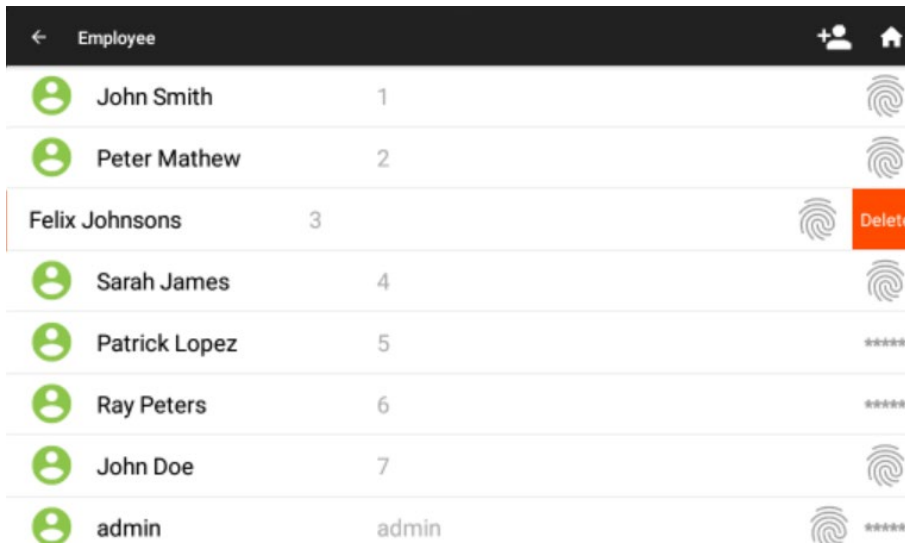 Employee
John Smith 1
Peter Mathew 2
Felix Johnsons 3 Delete
Sarah James 4
Patrick Lopez 5 *****
Ray Peters 6 *****
John Doe 7
admin admin *****